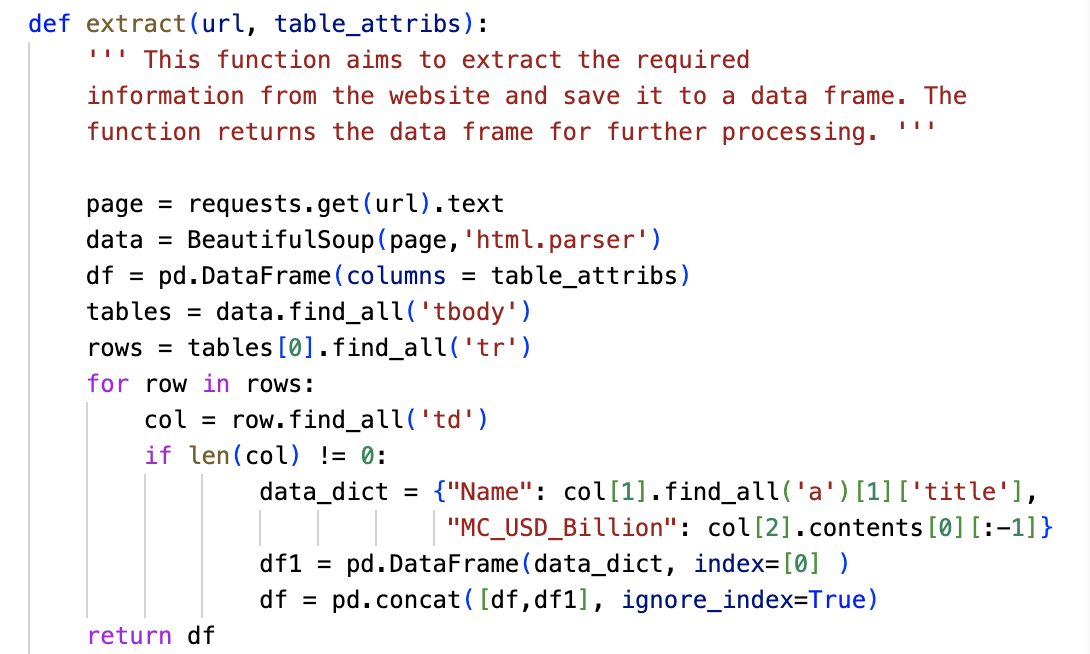 def extract(url, table_attribs):
    ''' This function aims to extract the required
    information from the website and save it to a data frame. The
    function returns the data frame for further processing. '''

    page = requests.get(url).text
    data = BeautifulSoup(page,'html.parser')
    df = pd.DataFrame(columns = table_attribs)
    tables = data.find_all('tbody')
    rows = tables[0].find_all('tr')
    for row in rows:
        col = row.find_all('td')
        if len(col) != 0:
                data_dict = {"Name": col[1].find_all('a')[1]['title'],
                             "MC_USD_Billion": col[2].contents[0][:-1]}
                df1 = pd.DataFrame(data_dict, index=[0] )
                df = pd.concat([df,df1], ignore_index=True)
    return df